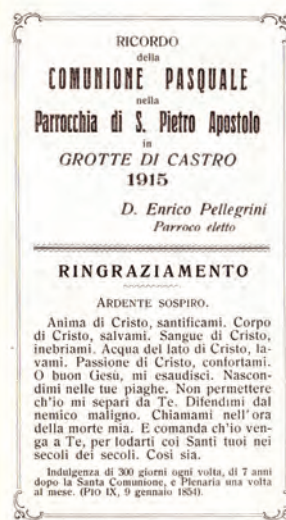 RICORDO
della
COMUNIONE PASQUALE
nella
Parrocchia di S. Pietro Apostolo
in
GROTTE DI CASTRO
1915
D. Enrico Pellegrini
Parroco eletto
RINGRAZIAMENTO
ARDENTE SOSPIRO.
Anima di Cristo, santificami. Corpo
di Cristo, salvami. Sangue di Cristo,
inebriami. Acqua del lato di Cristo, la-
vami. Passione di Cristo, confortami.
O buon Gesu, mi esaudisci. Nascon-
dimi nelle tue piaghe. Non permettere
ch'io mi separi da Te. Difendimi dal
nemico maligno. Chiamami nell'ora
della morte mia. E comanda ch'io ven-
ga a Te, per lodarti coi Santi tuoi nei
secoli dei secoli. Cosi sia.
Indulgenza di 300 giorni ogni volta, di 7 anni
dopo la Santa Comunione, e Plenaria una volta
al mese. (PIO IX, 9 gennaio 1854).